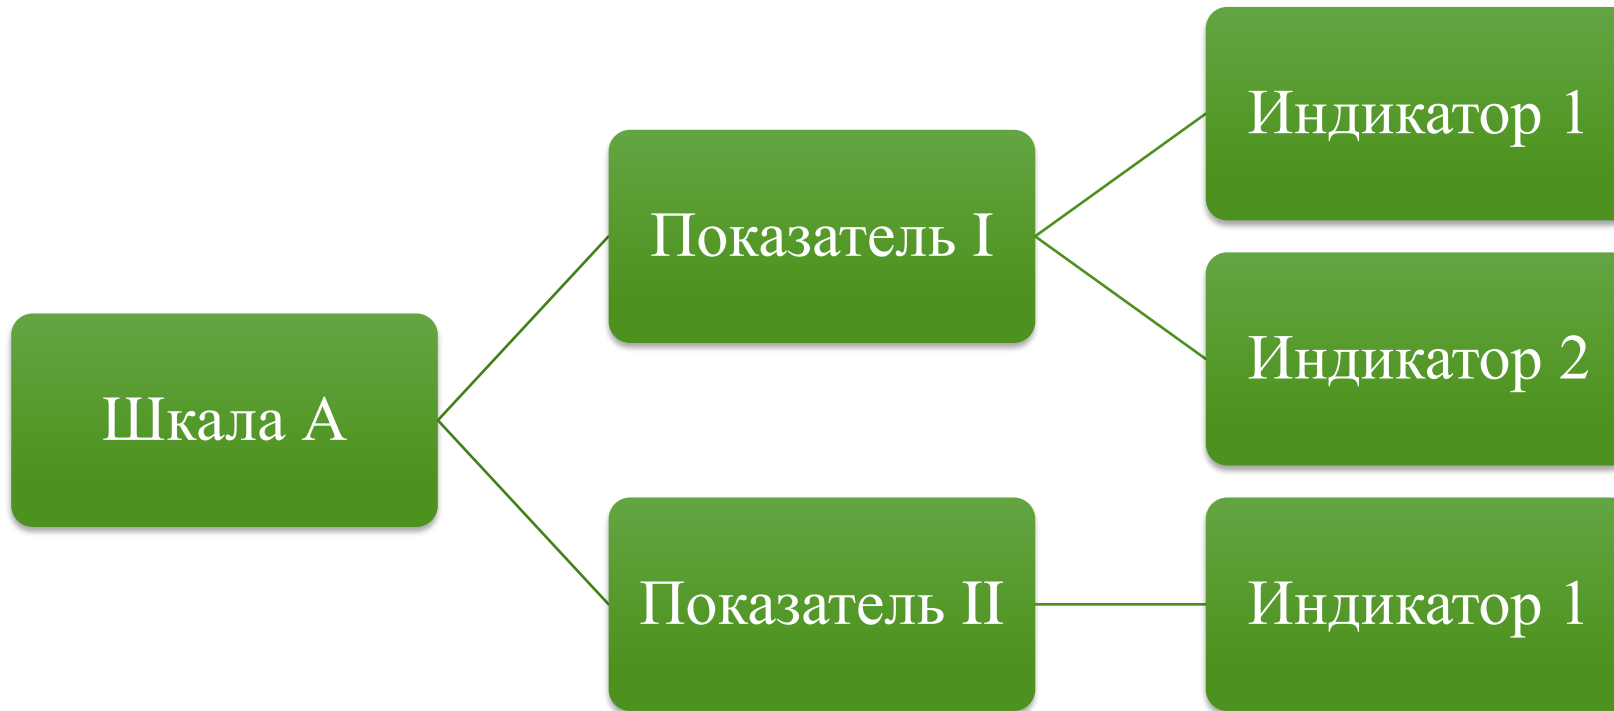 Шкала А
Показатель I
Индикатор 1
Индикатор 2
Показатель II
Индикатор 1